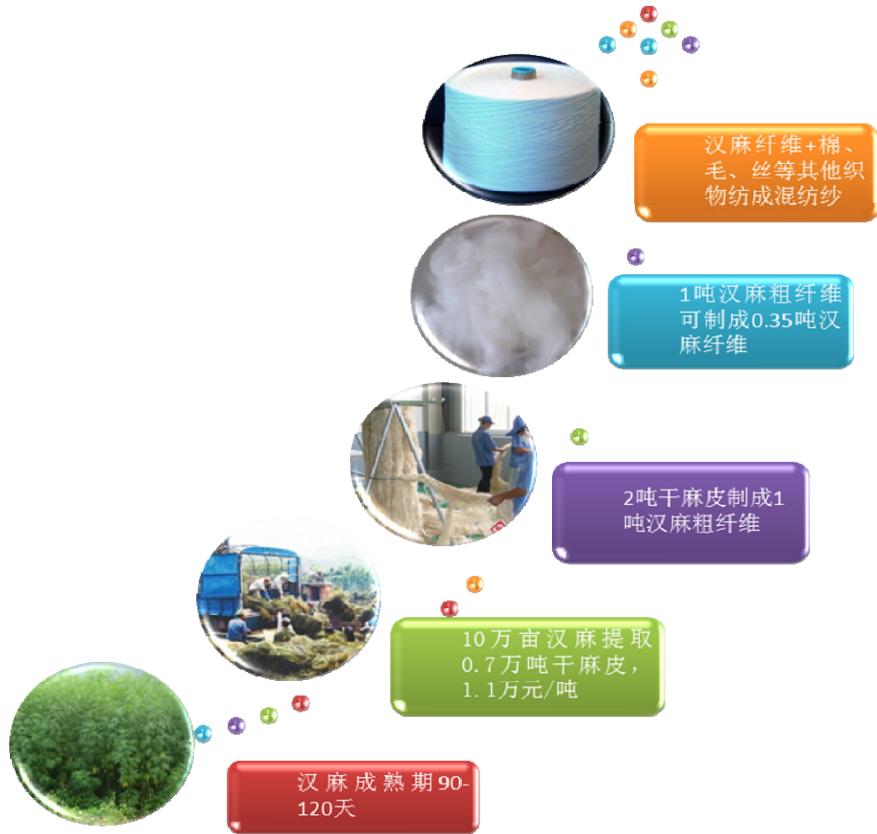 汉麻纤维+棉、
毛、丝等其他织
物纺成混纺纱
1吨汉麻粗纤维
可制成0.35吨汉
麻纤维
2吨干麻皮制成1
吨汉麻粗纤维
10万亩汉麻提取
0.7万吨干麻皮，
1.1万元/吨
汉麻成熟期90-
120天